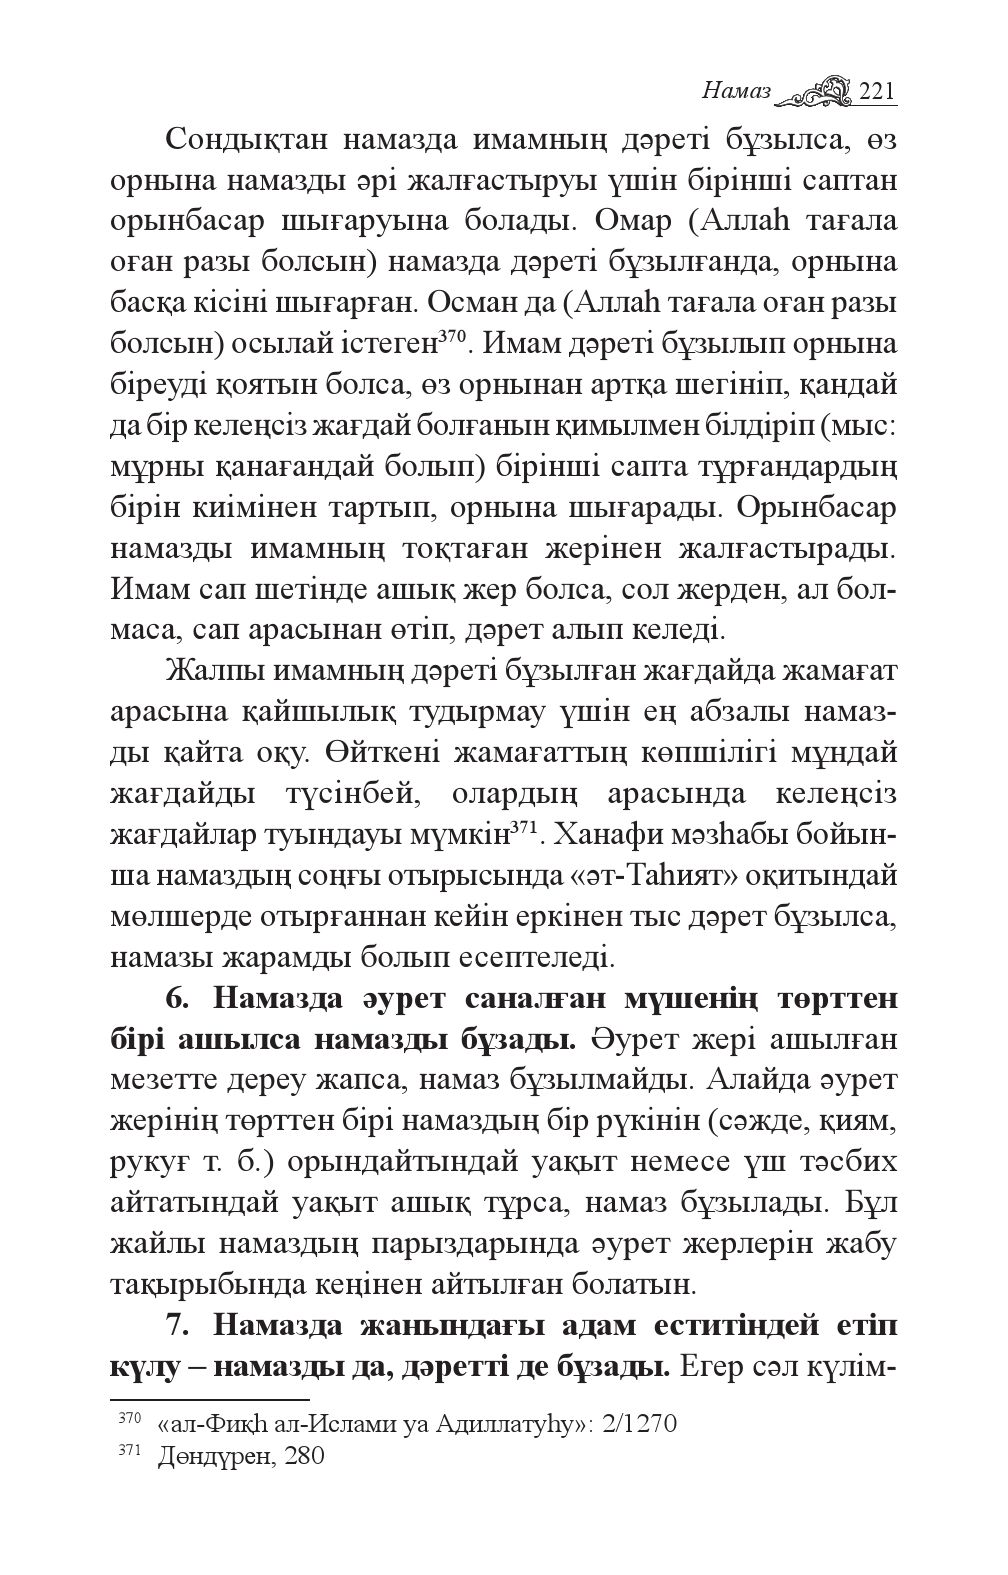 Намаз 221
Сондықтан намазда имамның дәреті бұзылса, өз
орнына намазды әрі жалғастыруы үшін бірінші саптан
орынбасар шығаруына болады. Омар (Аллаһ тағала
оған разы болсын) намазда дәреті бұзылғанда, орнына
басқа кісіні шығарған. Осман да (Аллаһ тағала оған разы
болсын) осылай істеген³⁷⁰. Имам дәреті бұзылып орнына
біреуді қоятын болса, өз орнынан артқа шегініп, қандай
да бір келеңсіз жағдай болғанын қимылмен білдіріп (мыс:
мұрны қанағандай болып) бірінші сапта тұрғандардың
бірін киімінен тартып, орнына шығарады. Орынбасар
намазды имамның тоқтаған жерінен жалғастырады.
Имам сап шетінде ашық жер болса, сол жерден, ал бол-
маса, сап арасынан өтіп, дәрет алып келеді.
Жалпы имамның дәреті бұзылған жағдайда жамағат
арасына қайшылық тудырмау үшін ең абзалы намаз-
ды қайта оқу. Өйткені жамағаттың көпшілігі мұндай
жағдайды түсінбей, олардың арасында келеңсіз
жағдайлар туындауы мүмкін³⁷¹. Ханафи мәзһабы бойын-
ша намаздың соңғы отырысында «әт-Таһият» оқитындай
мөлшерде отырғаннан кейін еркінен тыс дәрет бұзылса,
намазы жарамды болып есептеледі.
6. Намазда әурет саналған мүшенің төрттен
бірі ашылса намазды бұзады. Әурет жері ашылған
мезетте дереу жапса, намаз бұзылмайды. Алайда әурет
жерінің төрттен бірі намаздың бір рүкінін (сәжде, қиям,
рукуғ т. б.) орындайтындай уақыт немесе үш тәсбих
айтатындай уақыт ашық тұрса, намаз бұзылады. Бұл
жайлы намаздың парыздарында әурет жерлерін жабу
тақырыбында кеңінен айтылған болатын.
7. Намазда жанындағы адам еститіндей етіп
күлу – намазды да, дәретті де бұзады. Егер сәл күлім-
³⁷⁰ «ал-Фиқһ ал-Ислами уа Адиллатуһу»: 2/1270
³⁷¹ Дөндүрен, 280